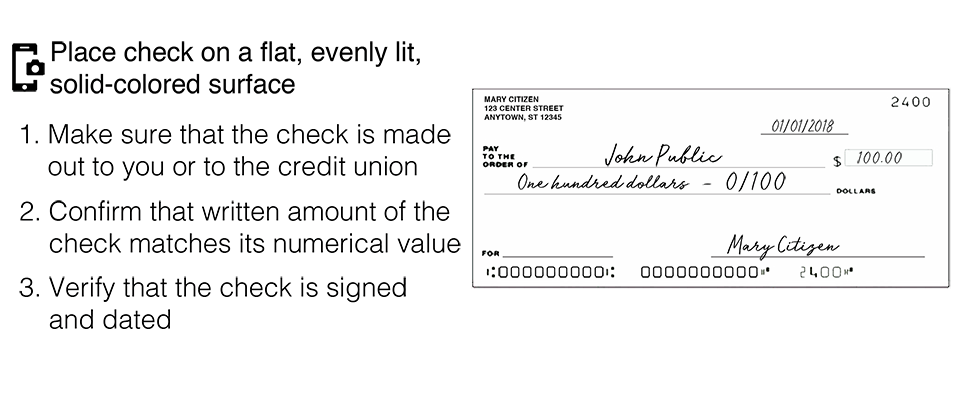 Place check on a flat, evenly lit,
solid-colored surface
1. Make sure that the check is made
out to you or to the credit union
2. Confirm that written amount of the
check matches its numerical value
3. Verify that the check is signed
and dated
MARY CITIZEN
123 CENTER STREET
ANYTOWN, ST 12345
2400
01/01/2018
PAY
TO THE
ORDER OF John Public $ 100.00
One hundred dollars - 0/100 DOLLARS
FOR Mary Citizen
⑆000000000⑆ 0000000000⑈ 2400⑈